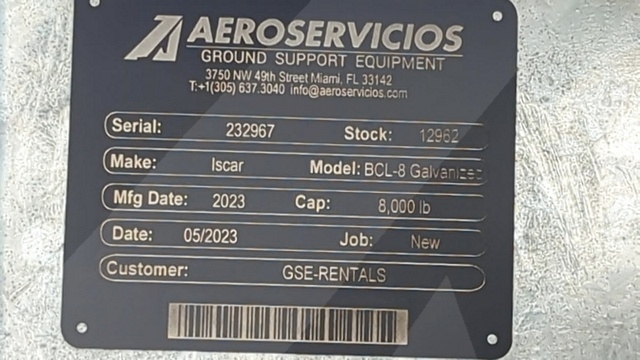 AEROSERVICIOS
GROUND SUPPORT EQUIPMENT
3750 NW 49th Street Miami, FL 33142
T:+1(305) 637.3040 info@aeroservicios.com
Serial: 232967 Stock: 12962
Make: Iscar Model: BCL-8 Galvanized
Mfg Date: 2023 Cap: 8,000 lb
Date: 05/2023 Job: New
Customer: GSE-RENTALS